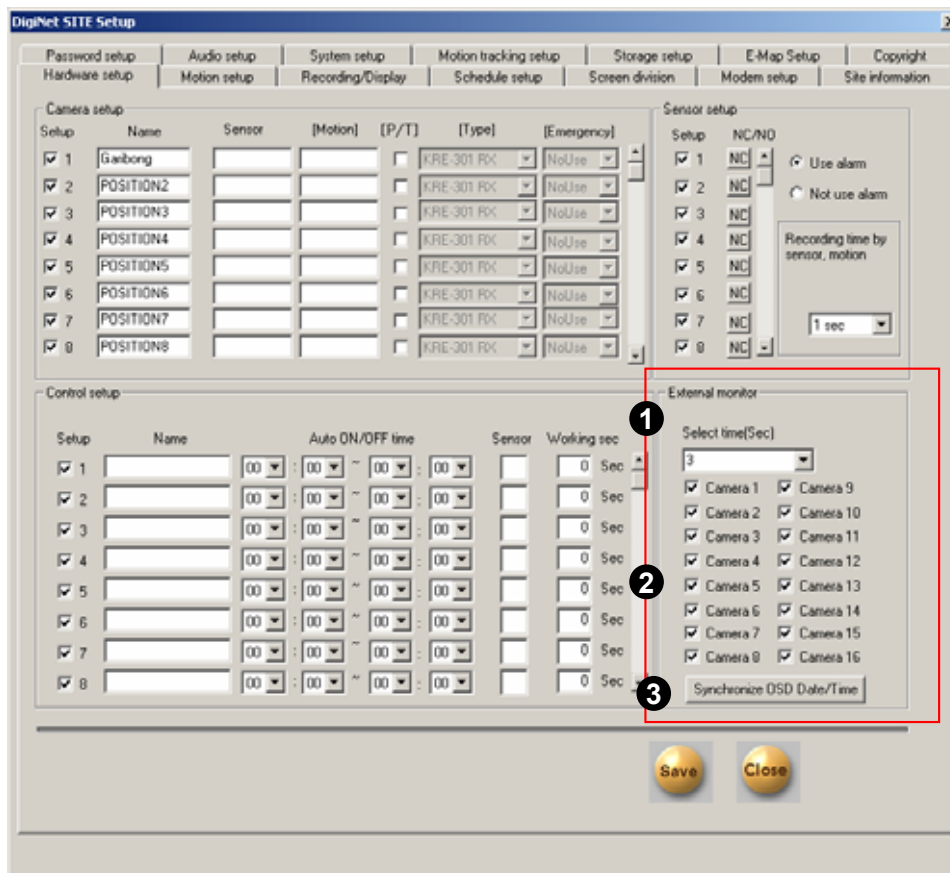 DigiNet SITE Setup
Password setup Audio setup System setup Motion tracking setup Storage setup E-Map Setup Copyright
Hardware setup Motion setup Recording/Display Schedule setup Screen division Modem setup Site information
Camera setup Sensor setup
Setup Name Sensor [Motion] [P/T] [Type] [Emergency] Setup NC/NO
1 Garibong KRE-301 RX NoUse 1 NC Use alarm
2 POSITION2 KRE-301 RX NoUse 2 NC Not use alarm
3 POSITION3 KRE-301 RX NoUse 3 NC
4 POSITION4 KRE-301 RX NoUse 4 NC Recording time by
5 POSITION5 KRE-301 RX NoUse 5 NC sensor, motion
6 POSITION6 KRE-301 RX NoUse 6 NC
7 POSITION7 KRE-301 RX NoUse 7 NC 1 sec
8 POSITION8 KRE-301 RX NoUse 8 NC
Control setup External monitor
1
Setup Name Auto ON/OFF time Sensor Working sec Select time(Sec)
1 00 : 00 ~ 00 : 00 0 Sec 3
2 00 : 00 ~ 00 : 00 0 Sec Camera 1 Camera 9
3 00 : 00 ~ 00 : 00 0 Sec Camera 2 Camera 10
4 00 : 00 ~ 00 : 00 0 Sec Camera 3 Camera 11
5 00 : 00 ~ 00 : 00 0 Sec 2 Camera 4 Camera 12
6 00 : 00 ~ 00 : 00 0 Sec Camera 5 Camera 13
7 00 : 00 ~ 00 : 00 0 Sec Camera 6 Camera 14
8 00 : 00 ~ 00 : 00 0 Sec Camera 7 Camera 15
Camera 8 Camera 16
3 Synchronize OSD Date/Time
Save Close